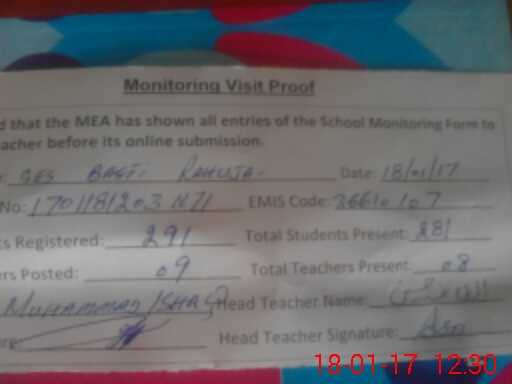 Monitoring Visit Proof
d that the MEA has shown all entries of the School Monitoring Form to
acher before its online submission.
: GES BASTI RAHUJA- Date: 18/01/17
No: 170118120314 EMIS Code: 36610107
ts Registered: 291 Total Students Present: 281
ers Posted: 09 Total Teachers Present: 08
MUHAMMAD ISHAQ Head Teacher Name:
re: Head Teacher Signature:
18-01-17 12:30